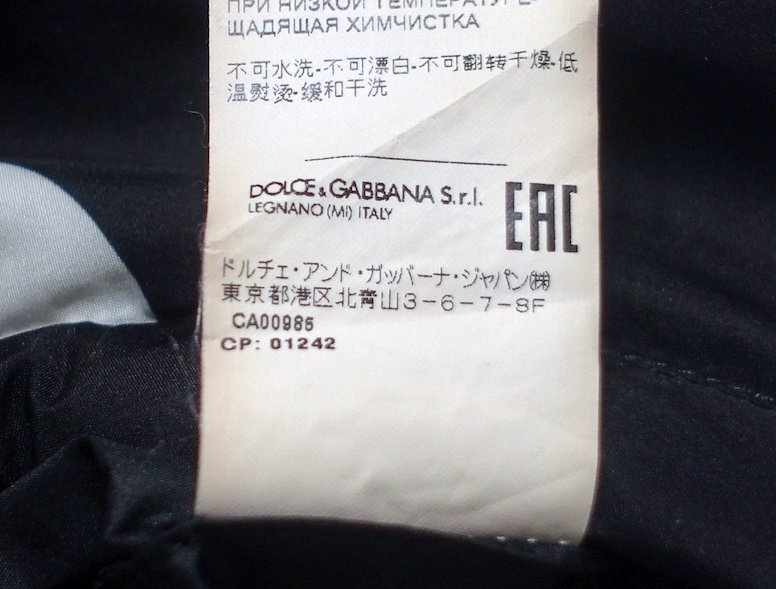 ПРИ НИЗКОЙ ТЕМПЕРАТУРЕ-
ЩАДЯЩАЯ ХИМЧИСТКА
不可水洗-不可漂白-不可翻转干燥-低
温熨烫-缓和干洗
DOLCE & GABBANA S.r.l.
LEGNANO (MI) ITALY
EAC
ドルチェ・アンド・ガッバーナ・ジャパン㈱
東京都港区北青山3-6-7-8F
CA00985
CP: 01242